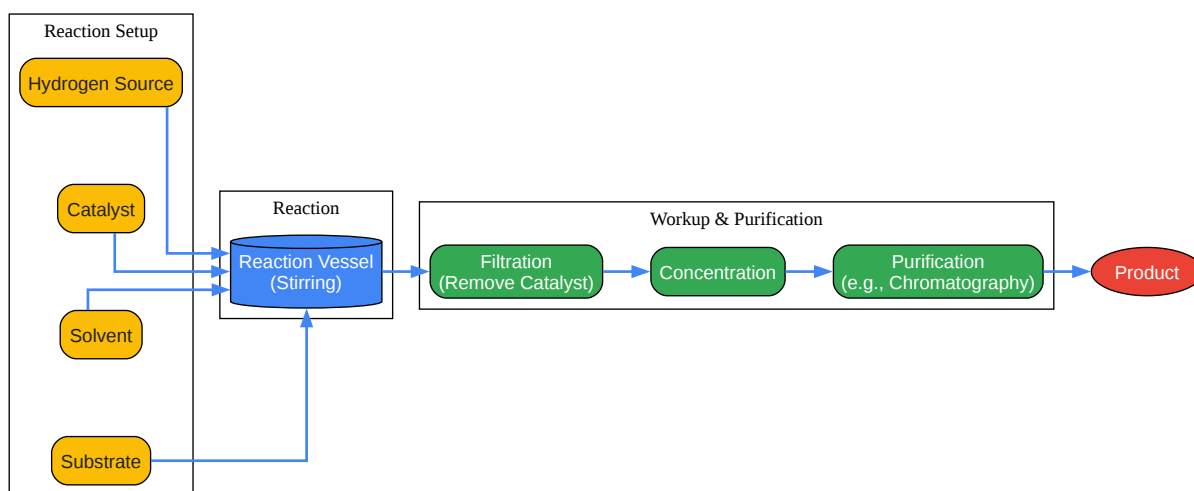 Reaction Setup
Hydrogen Source
Catalyst
Solvent
Substrate
Reaction
Reaction Vessel
(Stirring)
Workup & Purification
Filtration
(Remove Catalyst)
Concentration
Purification
(e.g., Chromatography)
Product